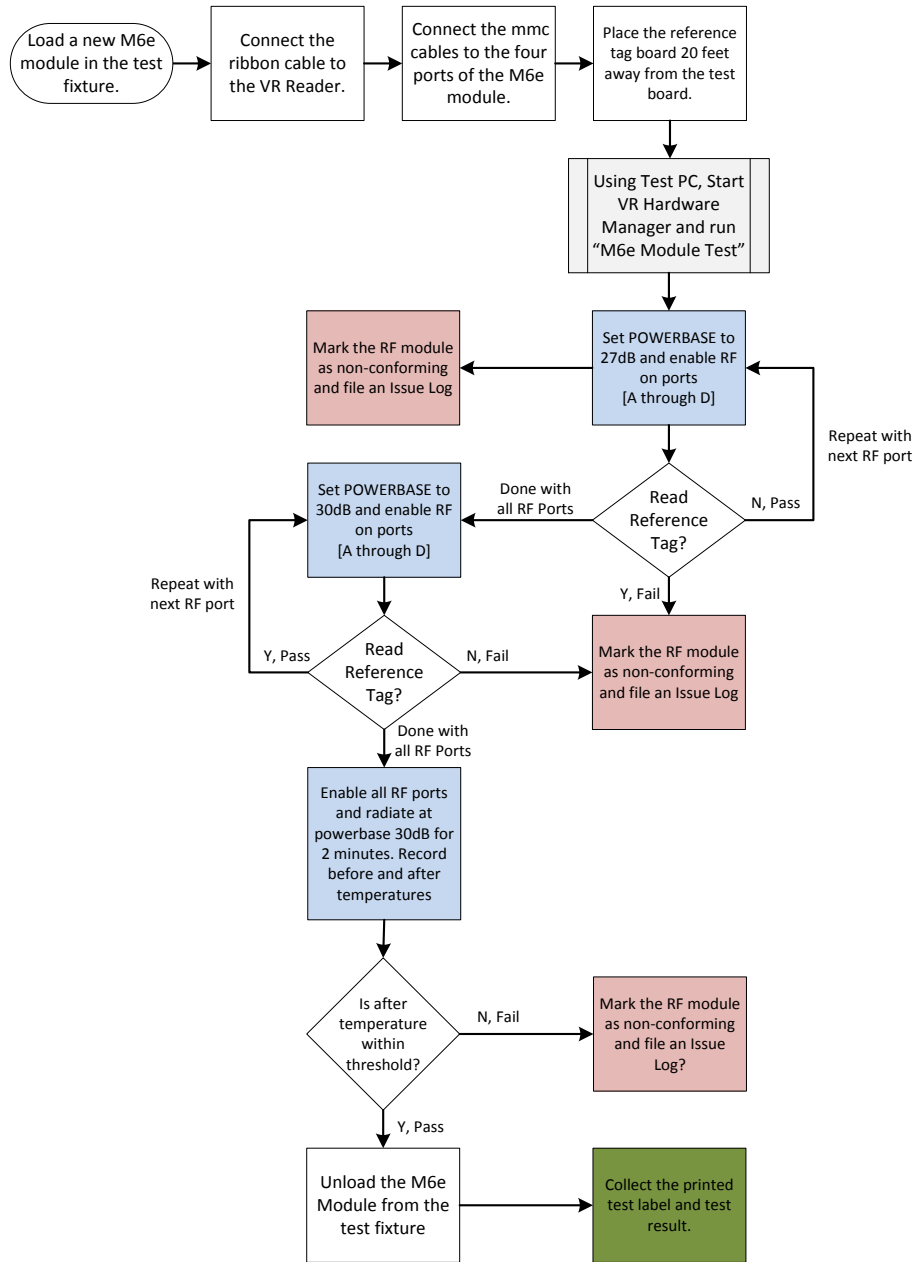 Load a new M6e
module in the test
fixture.
Connect the
ribbon cable to
the VR Reader.
Connect the mmc
cables to the four
ports of the M6e
module.
Place the reference
tag board 20 feet
away from the test
board.
Using Test PC, Start
VR Hardware
Manager and run
“M6e Module Test”
Set POWERBASE to
27dB and enable RF
on ports
[A through D]
Mark the RF module
as non-conforming
and file an Issue Log
Repeat with
next RF port
Read
Reference
Tag?
N, Pass
Done with
all RF Ports
Y, Fail
Set POWERBASE to
30dB and enable RF
on ports
[A through D]
Repeat with
next RF port
Read
Reference
Tag?
Y, Pass
N, Fail
Mark the RF module
as non-conforming
and file an Issue Log
Done with
all RF Ports
Enable all RF ports
and radiate at
powerbase 30dB for
2 minutes. Record
before and after
temperatures
Is after
temperature
within
threshold?
N, Fail
Mark the RF module
as non-conforming
and file an Issue
Log?
Y, Pass
Unload the M6e
Module from the
test fixture
Collect the printed
test label and test
result.